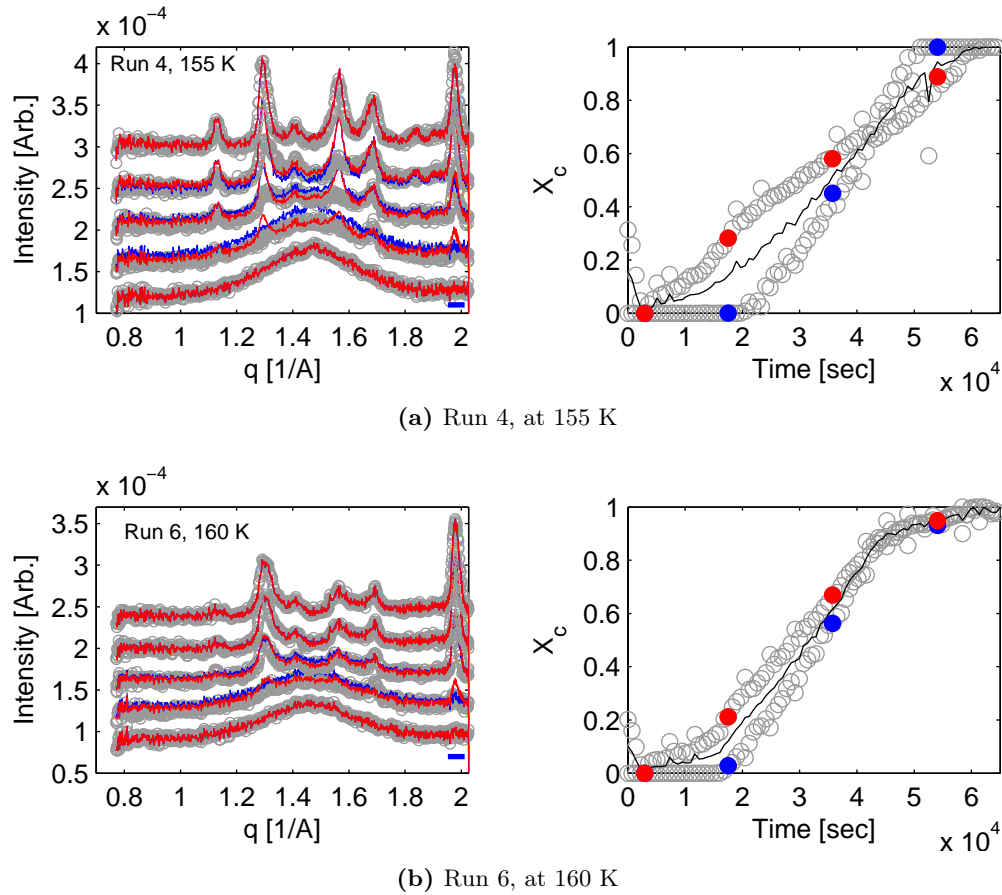 x 10⁻⁴
Run 4, 155 K
Intensity [Arb.]
4
3.5
3
2.5
2
1.5
1
0.8 1 1.2 1.4 1.6 1.8 2
q [1/A]
X_c
1
0.8
0.6
0.4
0.2
0
0 1 2 3 4 5 6
Time [sec]
x 10⁴
(a) Run 4, at 155 K
x 10⁻⁴
Run 6, 160 K
Intensity [Arb.]
3.5
3
2.5
2
1.5
1
0.5
0.8 1 1.2 1.4 1.6 1.8 2
q [1/A]
X_c
1
0.8
0.6
0.4
0.2
0
0 1 2 3 4 5 6
Time [sec]
x 10⁴
(b) Run 6, at 160 K